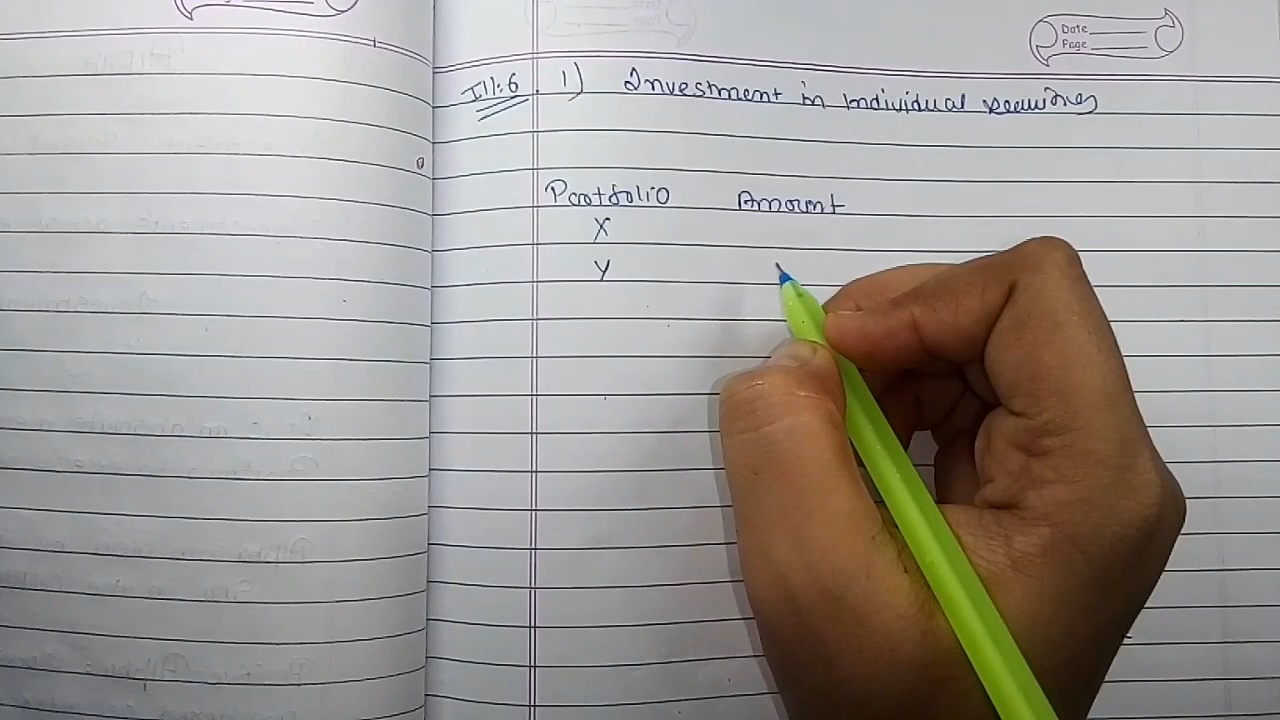 Date
Page
Ill:6 1) Investment in Individual securities
Portfolio Amount
X
Y